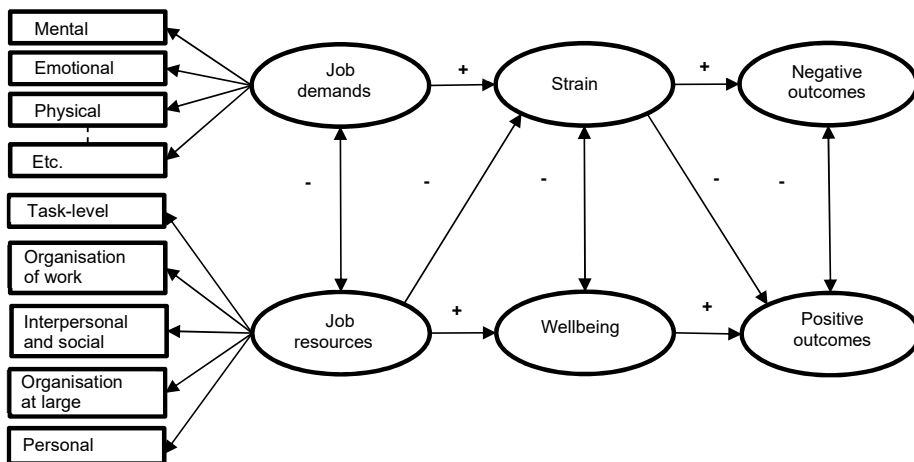 Mental
Emotional
Physical
Etc.
Task-level
Organisation
of work
Interpersonal
and social
Organisation
at large
Personal
Job
demands
+
Strain
+
Negative
outcomes
-
-
-
-
-
Job
resources
+
Wellbeing
+
Positive
outcomes